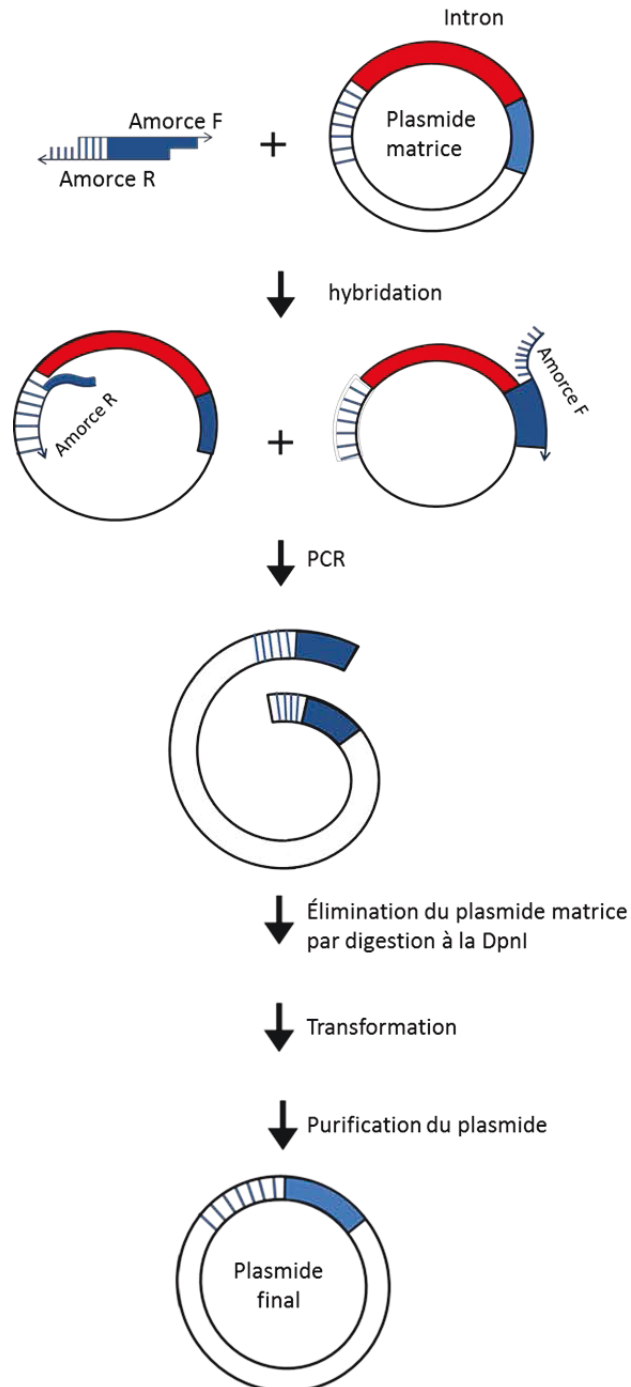 Intron
Amorce F
+
Plasmide
matrice
Amorce R
hybridation
Amorce R
+
Amorce F
PCR
Élimination du plasmide matrice
par digestion à la DpnI
Transformation
Purification du plasmide
Plasmide
final